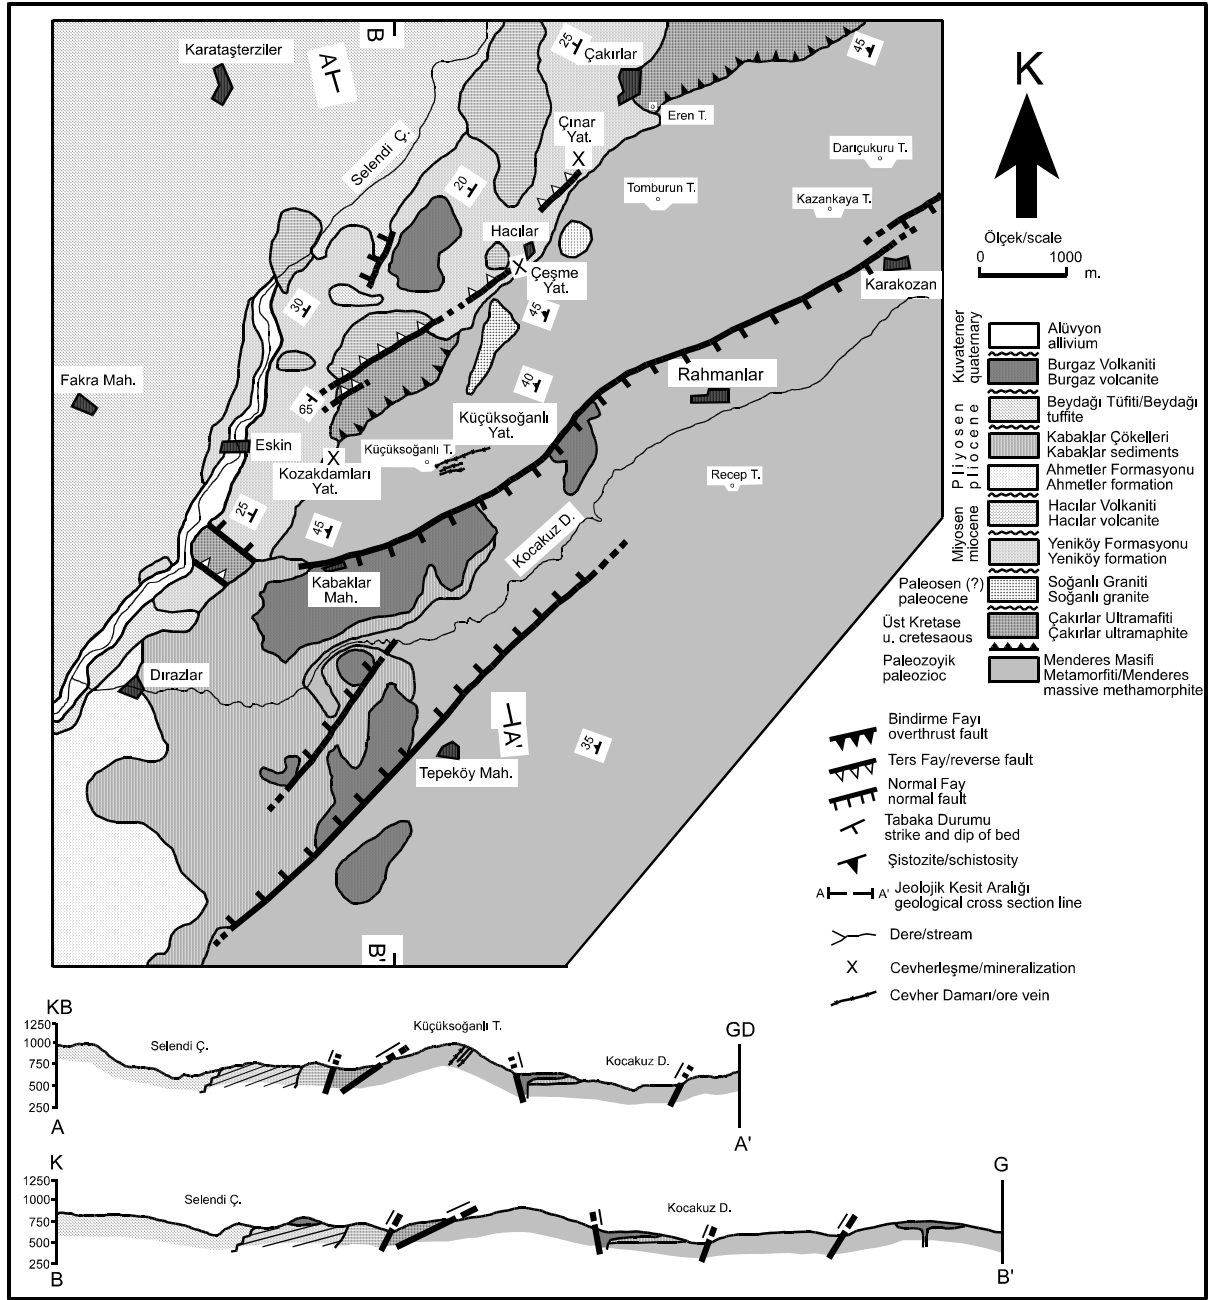 Karataşterziler
A
B
25
Çakırlar
45
K
Eren T.
Çınar
Yat.
X
Selendi Ç.
Darıçukuru T.
Tomburun T.
Kazankaya T.
20
Hacılar
X
Çeşme
Yat.
Karakozan
Ölçek/scale
0 1000
m.
30
45
Fakra Mah.
65
40
Rahmanlar
Küçüksoğanlı
Yat.
Eskin
X
Küçüksoğanlı T.
Kozakdamları
Yat.
Recep T.
25
45
Kocakuz D.
Kabaklar
Mah.
Dırazlar
A'
35
Tepeköy Mah.
B'
Kuvaterner
quaternary
Pliyosen
pliocene
Miyosen
miocene
Alüvyon
allivium
Burgaz Volkaniti
Burgaz volcanite
Beydağı Tüfiti/Beydağı
tuffite
Kabaklar Çökelleri
Kabaklar sediments
Ahmetler Formasyonu
Ahmetler formation
Hacılar Volkaniti
Hacılar volcanite
Yeniköy Formasyonu
Yeniköy formation
Paleosen (?)
paleocene
Soğanlı Graniti
Soğanlı granite
Üst Kretase
u. cretesaous
Çakırlar Ultramafiti
Çakırlar ultramaphite
Paleozoyik
paleozioc
Menderes Masifi
Metamorfiti/Menderes
massive methamorphite
Bindirme Fayı
overthrust fault
Ters Fay/reverse fault
Normal Fay
normal fault
Tabaka Durumu
strike and dip of bed
Şistozite/schistosity
A A' Jeolojik Kesit Aralığı
geological cross section line
Dere/stream
X Cevherleşme/mineralization
Cevher Damarı/ore vein
KB
GD
1250
1000
750
500
250
Selendi Ç.
Küçüksoğanlı T.
Kocakuz D.
A
A'
K
G
1250
1000
750
500
250
Selendi Ç.
Kocakuz D.
B
B'